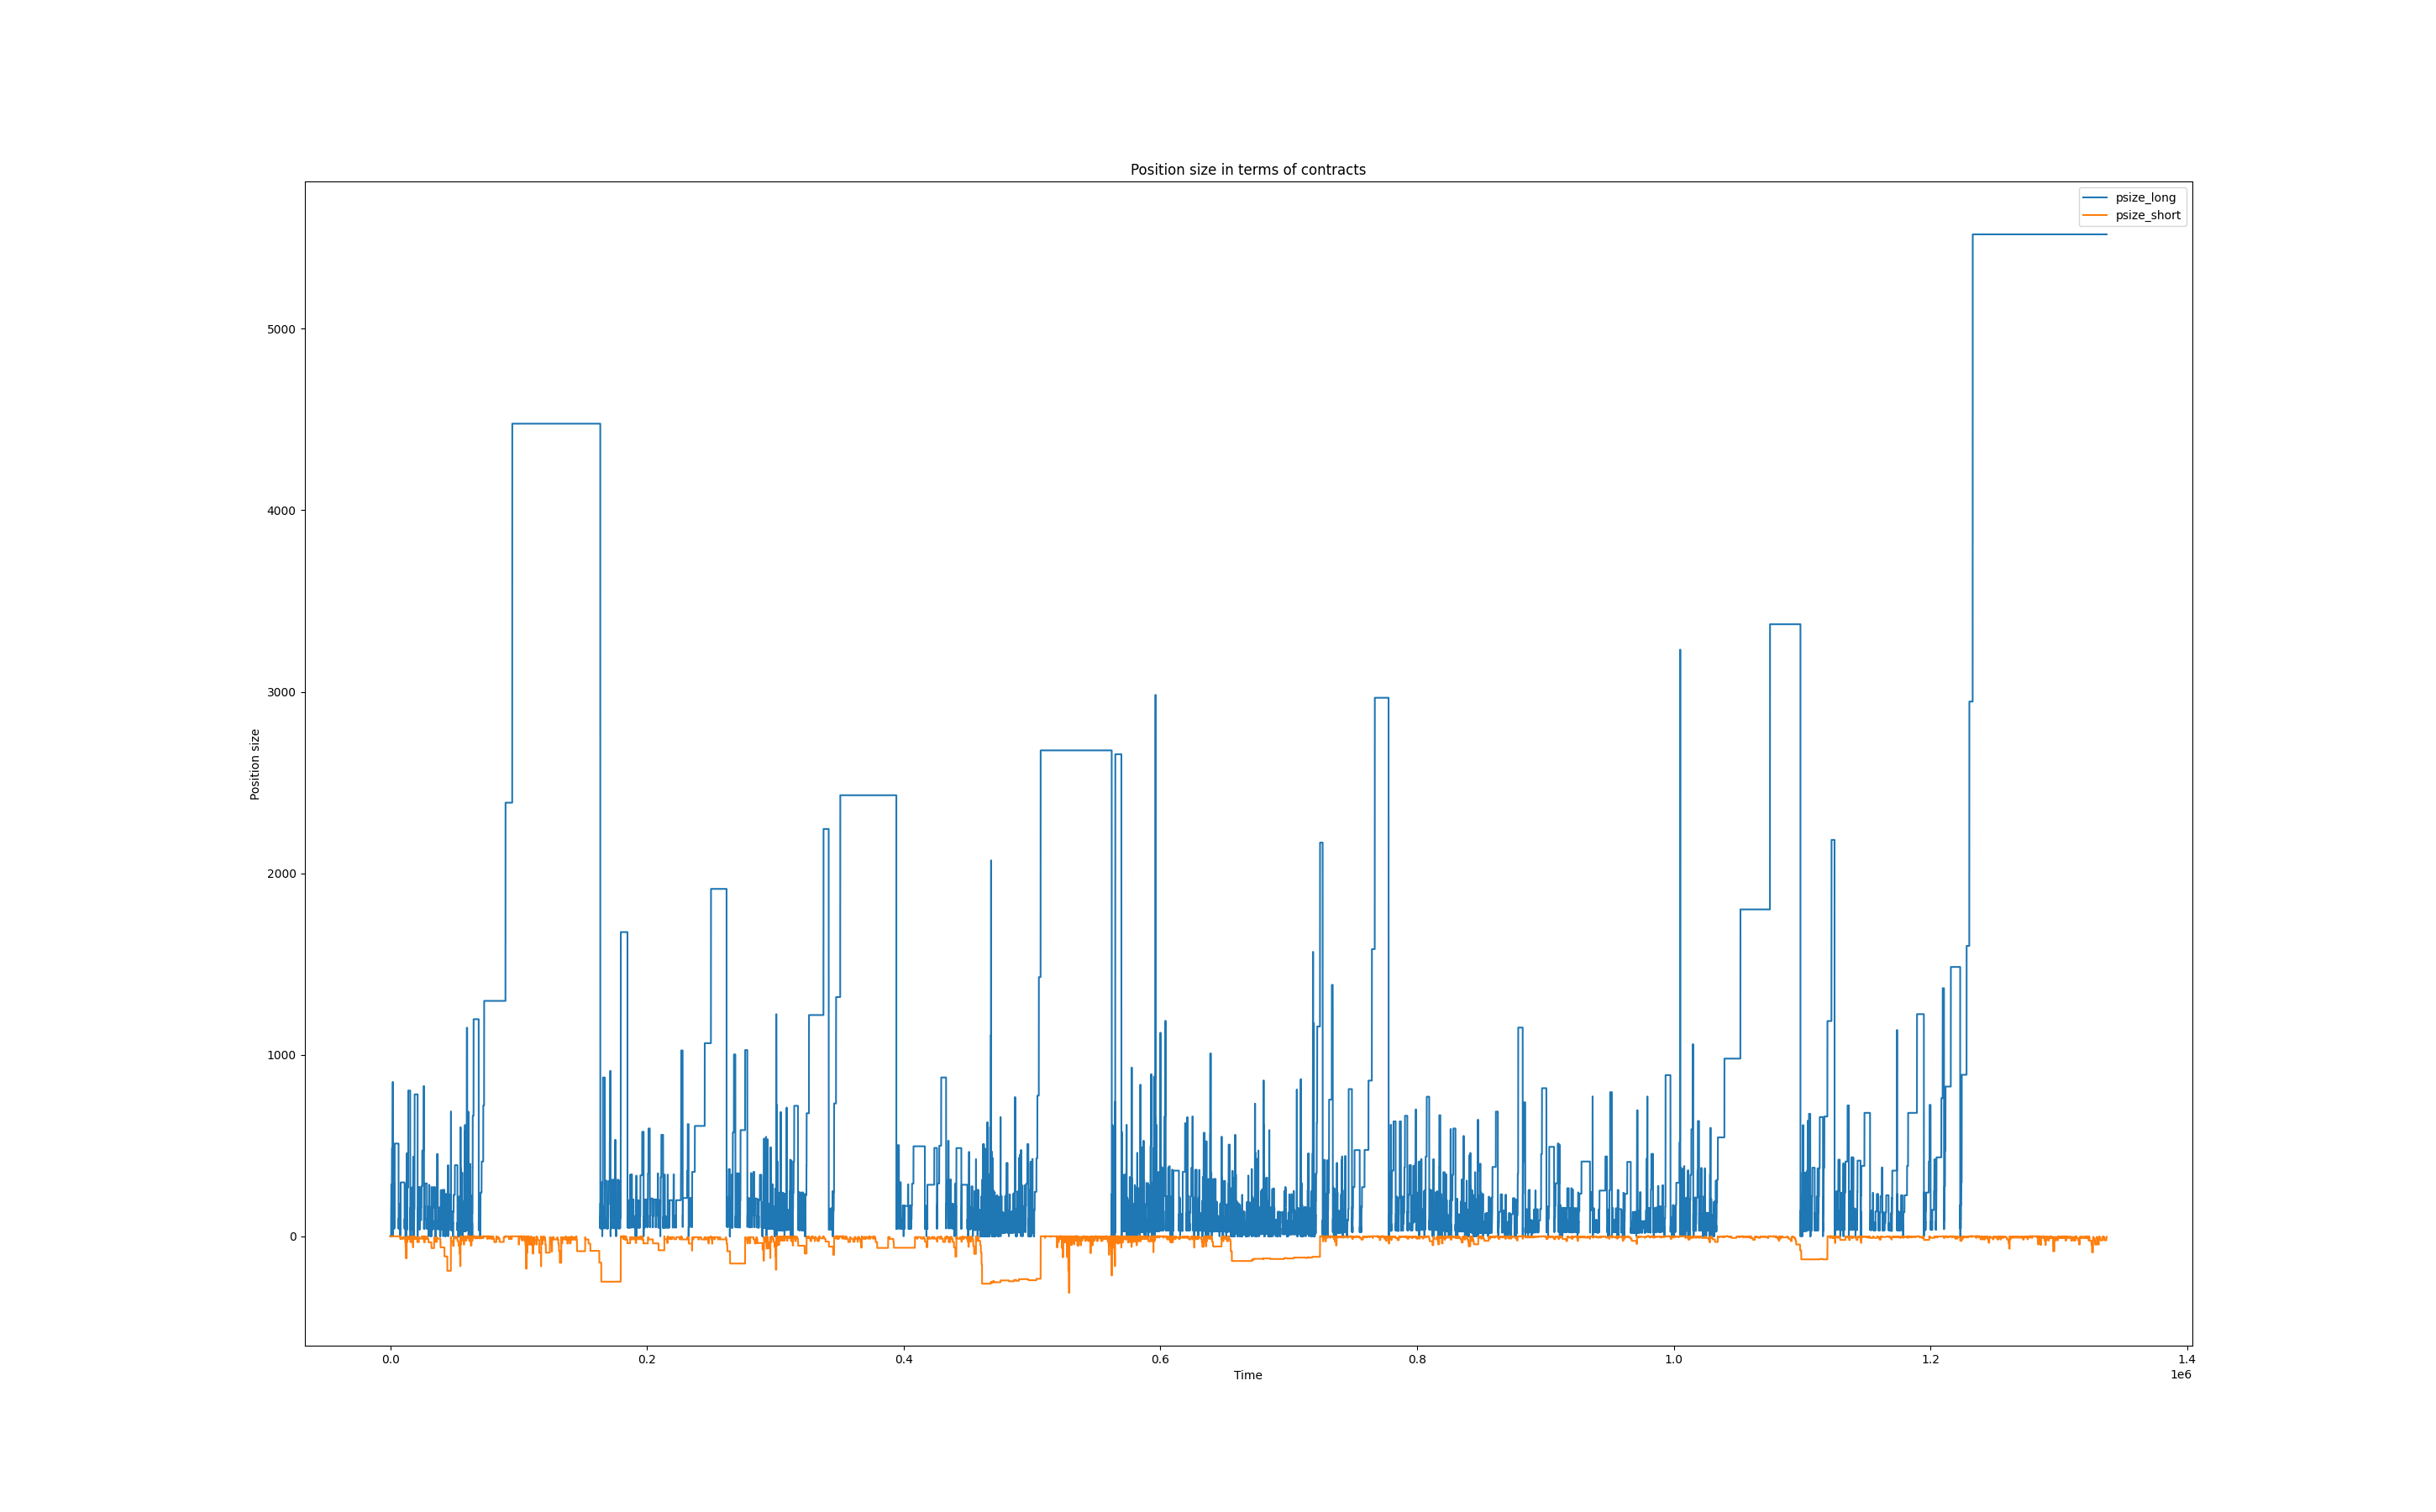 Position size in terms of contracts
psize_long
psize_short
Position size
5000
4000
3000
2000
1000
0
0.0 0.2 0.4 0.6 0.8 1.0 1.2 1.4
1e6
Time